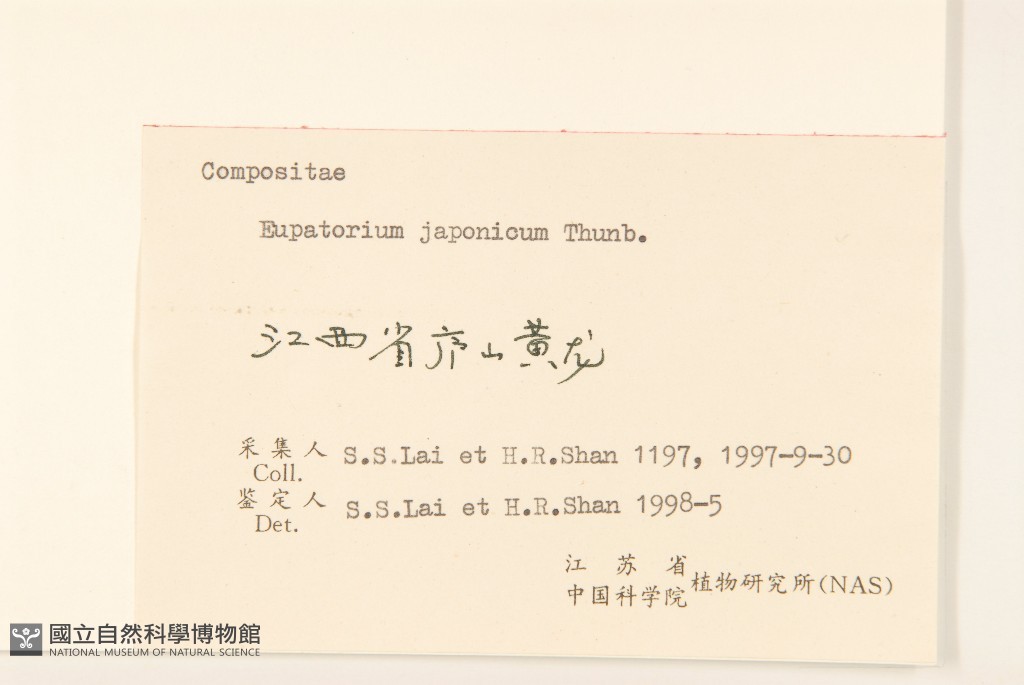 Compositae
Eupatorium japonicum Thunb.
江西省庐山黄龙
采集人 S.S.Lai et H.R.Shan 1197, 1997-9-30
Coll.
鉴定人 S.S.Lai et H.R.Shan 1998-5
Det.
江苏省
中国科学院植物研究所(NAS)
國立自然科學博物館
NATIONAL MUSEUM OF NATURAL SCIENCE